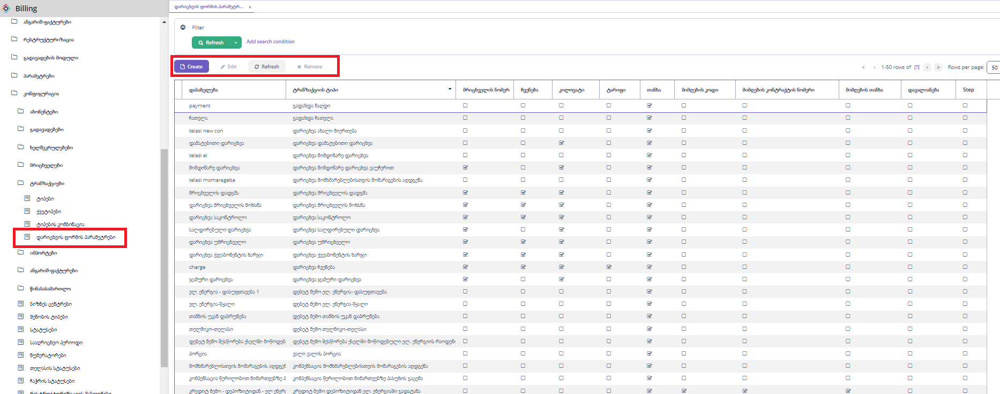 Billing
ანგარიშ-ფაქტურები
რესტრუქტურიზაცია
გადავადების მოდული
პარამეტრები
კონფიგურაცია
აბონენტები
გადავადებები
ხელშეკრულებები
მრიცხველები
ტრანზაქციები
ტიპები
ქვეტიპები
ტიპების კომბინაცია
დარიცხვის ფორმის პარამეტრები
იმპორტები
ანგარიშ-ფაქტურები
წინასასამართლო
ბიზნეს ცენტრები
შენობის ტიპები
სტატუსები
სააღრიცხვო პერიოდი
ნუმერატორები
თელასის სტატუსები
ჩაჭრის სტატუსები
რესტრუქტურიზაციის შაბლონები
დარიცხვის ფორმის პარამეტრ... ×
Filter
Refresh Add search condition
Create Edit Refresh Remove
« ‹ 1-50 rows of [?] › » Rows per page: 50
დასახელება ტრანზაქციის ტიპი მრიცხველის ნომერ ჩვენება კილოვატი ტარიფი თანხა მიმღების კოდი მიმღების კონტრაქტის ნომერი მიმღების თანხა დავალიანება Step
payment გადახდა ნაღდი
ჩათვლა გადახდა ჩათვლა
telasi new con დარიცხვა ახალი მიერთება
დამატებითი დარიცხვა დარიცხვა დამატებითი დარიცხვა
telasi el დარიცხვა მიმდინარე დარიცხვა
მიმდინარე დარიცხვა დარიცხვა მიმდინარე დარიცხვა ვაუჩერით
telasi momarageba დარიცხვა მომხმარებლებისთვის მომარაგების აღდგენა
მრიცხველის დადგმა დარიცხვა მრიცხველის დადგმა
დარიცხვა მრიცხველის მოხსნა დარიცხვა მრიცხველის მოხსნა
დარიცხვა საკონტროლო დარიცხვა საკონტროლო
სალდირებული დარიცხვა დარიცხვა სალდირებული დარიცხვა
დარიცხვა უმრიცხველო დარიცხვა უმრიცხველო
დარიცხვა ქვეაბონენტის ხარჯი დარიცხვა ქვეაბონენტის ხარჯი
charge დარიცხვა ჩვენება
ჯამური დარიცხვა დარიცხვა ჯამური დარიცხვა
ელ. ენერგია - დასუფთავება 1 დებეტ მემო ელ. ენერგია- დასუფთავება
ელ. ენერგია-წყალი დებეტ მემო ელ. ენერგია-წყალი
თანხის უკან დაბრუნება დებეტ მემო თანხის უკან დაბრუნება
თელმიკო-თელასი დებეტ მემო თელმიკო-თელასი
დებეტ მემო შესწორება ქსელში მოწოდებ დებეტ მემო შესწორება ქსელში მოწოდებული ელ. ენერგიის რაოდენ
პორცია ვალი ვალის პორცია
მომხმარებლისთვის მომარაგების აღდგენ კომპენსაცია მომხმარებლებისთვის მომარაგების აღდგენა
კომპენსაცია წერილობით მიმართვებზე პ კომპენსაცია წერილობით მიმართვებზე პასუხის გაცემა
კრედიტ მემო - დეპოზიტიდან - ელ ენერგ კრედიტ მემო დეპოზიტიდან ელ. ენერგიაში გადატანა